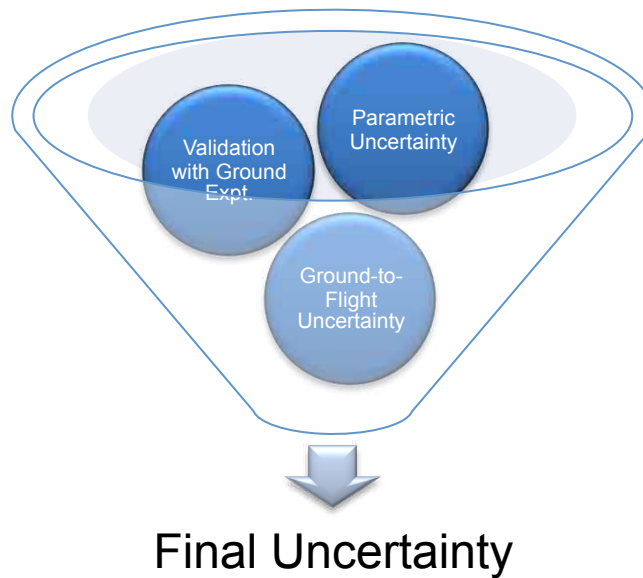 Parametric
Uncertainty
Validation
with Ground
Expt.
Ground-to-
Flight
Uncertainty
Final Uncertainty